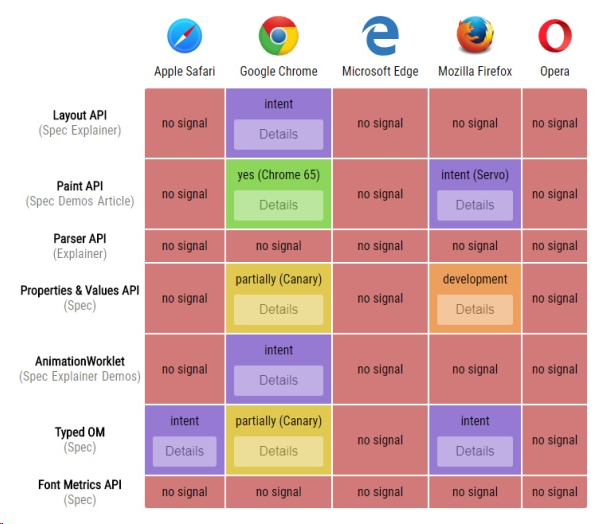 Apple Safari Google Chrome Microsoft Edge Mozilla Firefox Opera
Layout API
(Spec Explainer)
no signal
intent
Details
no signal
no signal
no signal
Paint API
(Spec Demos Article)
no signal
yes (Chrome 65)
Details
no signal
intent (Servo)
Details
no signal
Parser API
(Explainer)
no signal
no signal
no signal
no signal
no signal
Properties & Values API
(Spec)
no signal
partially (Canary)
Details
no signal
development
Details
no signal
AnimationWorklet
(Spec Explainer Demos)
no signal
intent
Details
no signal
no signal
no signal
Typed OM
(Spec)
intent
Details
partially (Canary)
Details
no signal
intent
Details
no signal
Font Metrics API
(Spec)
no signal
no signal
no signal
no signal
no signal